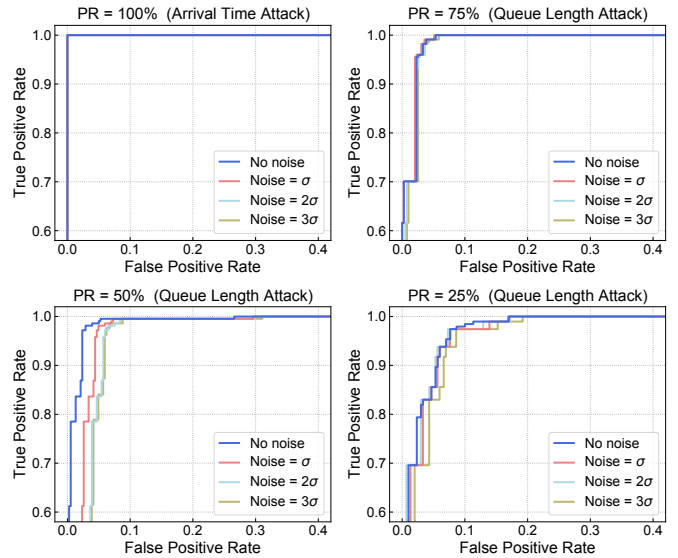 PR = 100% (Arrival Time Attack)
1.0
0.9
0.8
0.7
0.6
True Positive Rate
No noise
Noise = σ
Noise = 2σ
Noise = 3σ
0.0 0.1 0.2 0.3 0.4
False Positive Rate
PR = 75% (Queue Length Attack)
1.0
0.9
0.8
0.7
0.6
True Positive Rate
No noise
Noise = σ
Noise = 2σ
Noise = 3σ
0.0 0.1 0.2 0.3 0.4
False Positive Rate
PR = 50% (Queue Length Attack)
1.0
0.9
0.8
0.7
0.6
True Positive Rate
No noise
Noise = σ
Noise = 2σ
Noise = 3σ
0.0 0.1 0.2 0.3 0.4
False Positive Rate
PR = 25% (Queue Length Attack)
1.0
0.9
0.8
0.7
0.6
True Positive Rate
No noise
Noise = σ
Noise = 2σ
Noise = 3σ
0.0 0.1 0.2 0.3 0.4
False Positive Rate